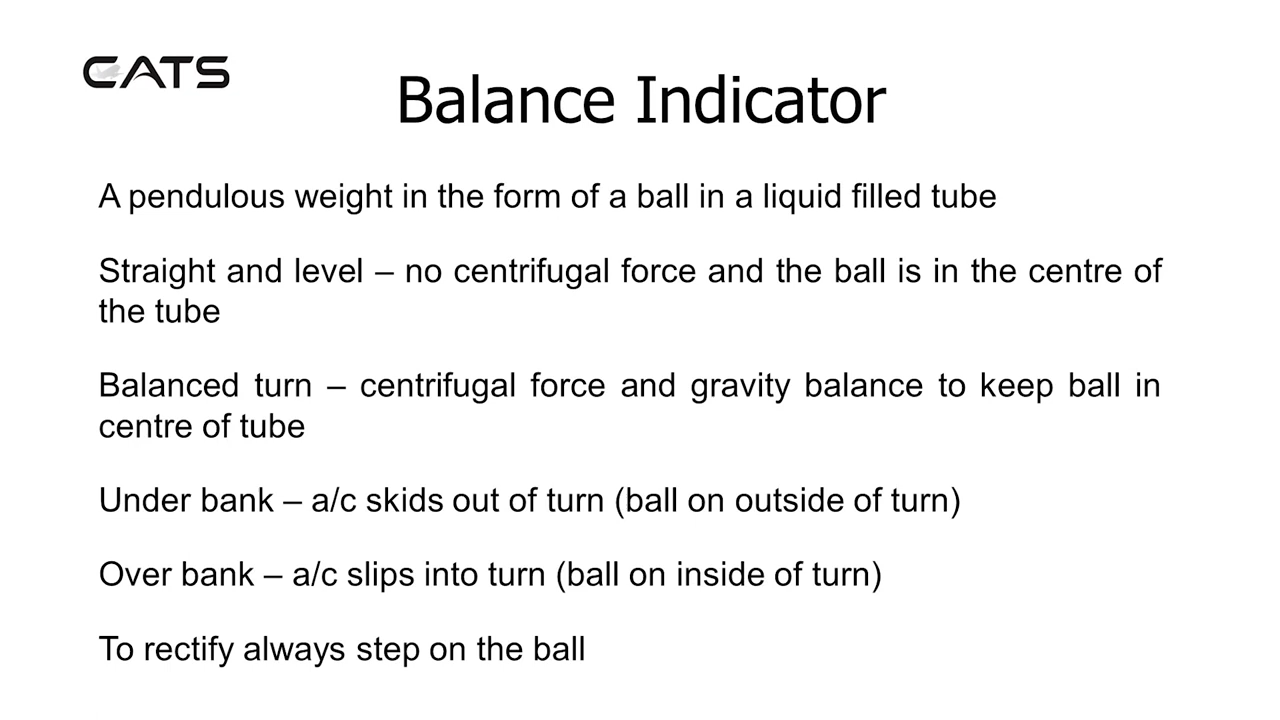 CATS
Balance Indicator
A pendulous weight in the form of a ball in a liquid filled tube
Straight and level – no centrifugal force and the ball is in the centre of
the tube
Balanced turn – centrifugal force and gravity balance to keep ball in
centre of tube
Under bank – a/c skids out of turn (ball on outside of turn)
Over bank – a/c slips into turn (ball on inside of turn)
To rectify always step on the ball